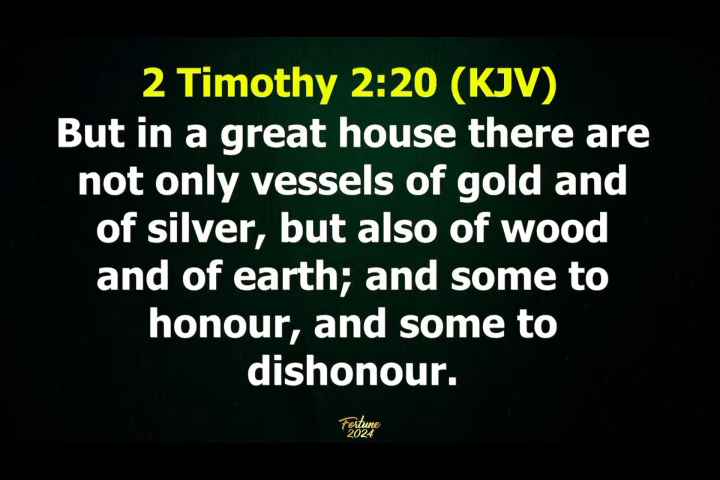 2 Timothy 2:20 (KJV)
But in a great house there are
not only vessels of gold and
of silver, but also of wood
and of earth; and some to
honour, and some to
dishonour.
Fortune
2024